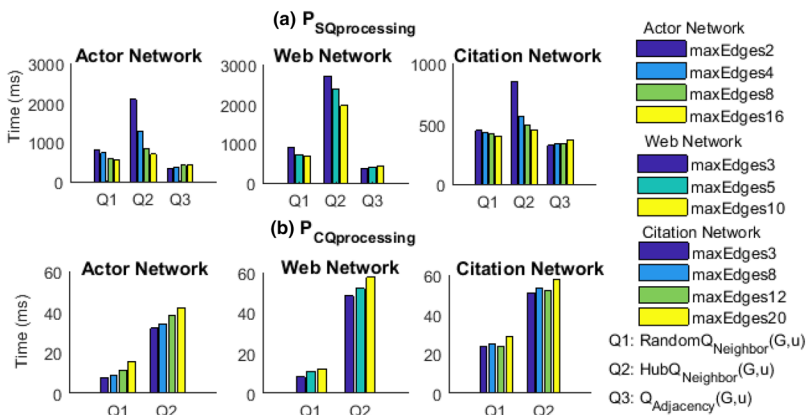 (a) P_SQprocessing
Actor Network
Web Network
Citation Network
Time (ms)
3000
2000
1000
0
Q1 Q2 Q3
3000
2000
1000
0
Q1 Q2 Q3
1000
500
0
Q1 Q2 Q3
(b) P_CQprocessing
Actor Network
Web Network
Citation Network
Time (ms)
60
40
20
0
Q1 Q2
60
40
20
0
Q1 Q2
60
40
20
0
Q1 Q2
Actor Network
maxEdges2
maxEdges4
maxEdges8
maxEdges16
Web Network
maxEdges3
maxEdges5
maxEdges10
Citation Network
maxEdges3
maxEdges8
maxEdges12
maxEdges20
Q1: RandomQ_Neighbor(G,u)
Q2: HubQ_Neighbor(G,u)
Q3: Q_Adjacency(G,u)